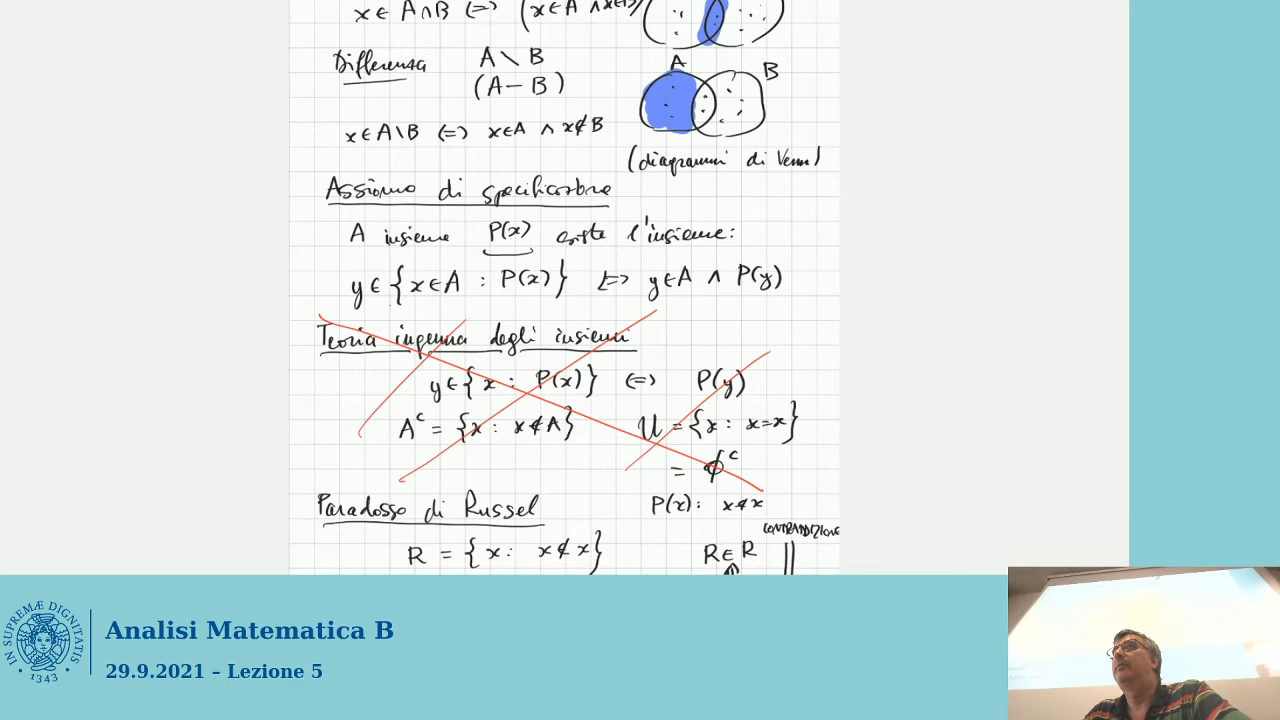 x ∈ A ∩ B ⟺ (x ∈ A ∧ x ∈ B)
Differenza A \ B
(A − B)
A B
x ∈ A \ B ⟺ x ∈ A ∧ x ∉ B
(diagrammi di Venn)
Assioma di specificazione
A insieme P(x) esiste l'insieme:
y ∈ {x ∈ A : P(x)} ⟺ y ∈ A ∧ P(y)
Teoria ingenua degli insiemi
y ∈ {x : P(x)} ⟺ P(y)
Aᶜ = {x : x ∉ A} U = {x : x = x}
= ∅ᶜ
Paradosso di Russel P(x): x ∉ x
CONTRADDIZIONE
R = {x : x ∉ x} R ∈ R
IN SUPREMÆ DIGNITATIS
1343
Analisi Matematica B
29.9.2021 – Lezione 5